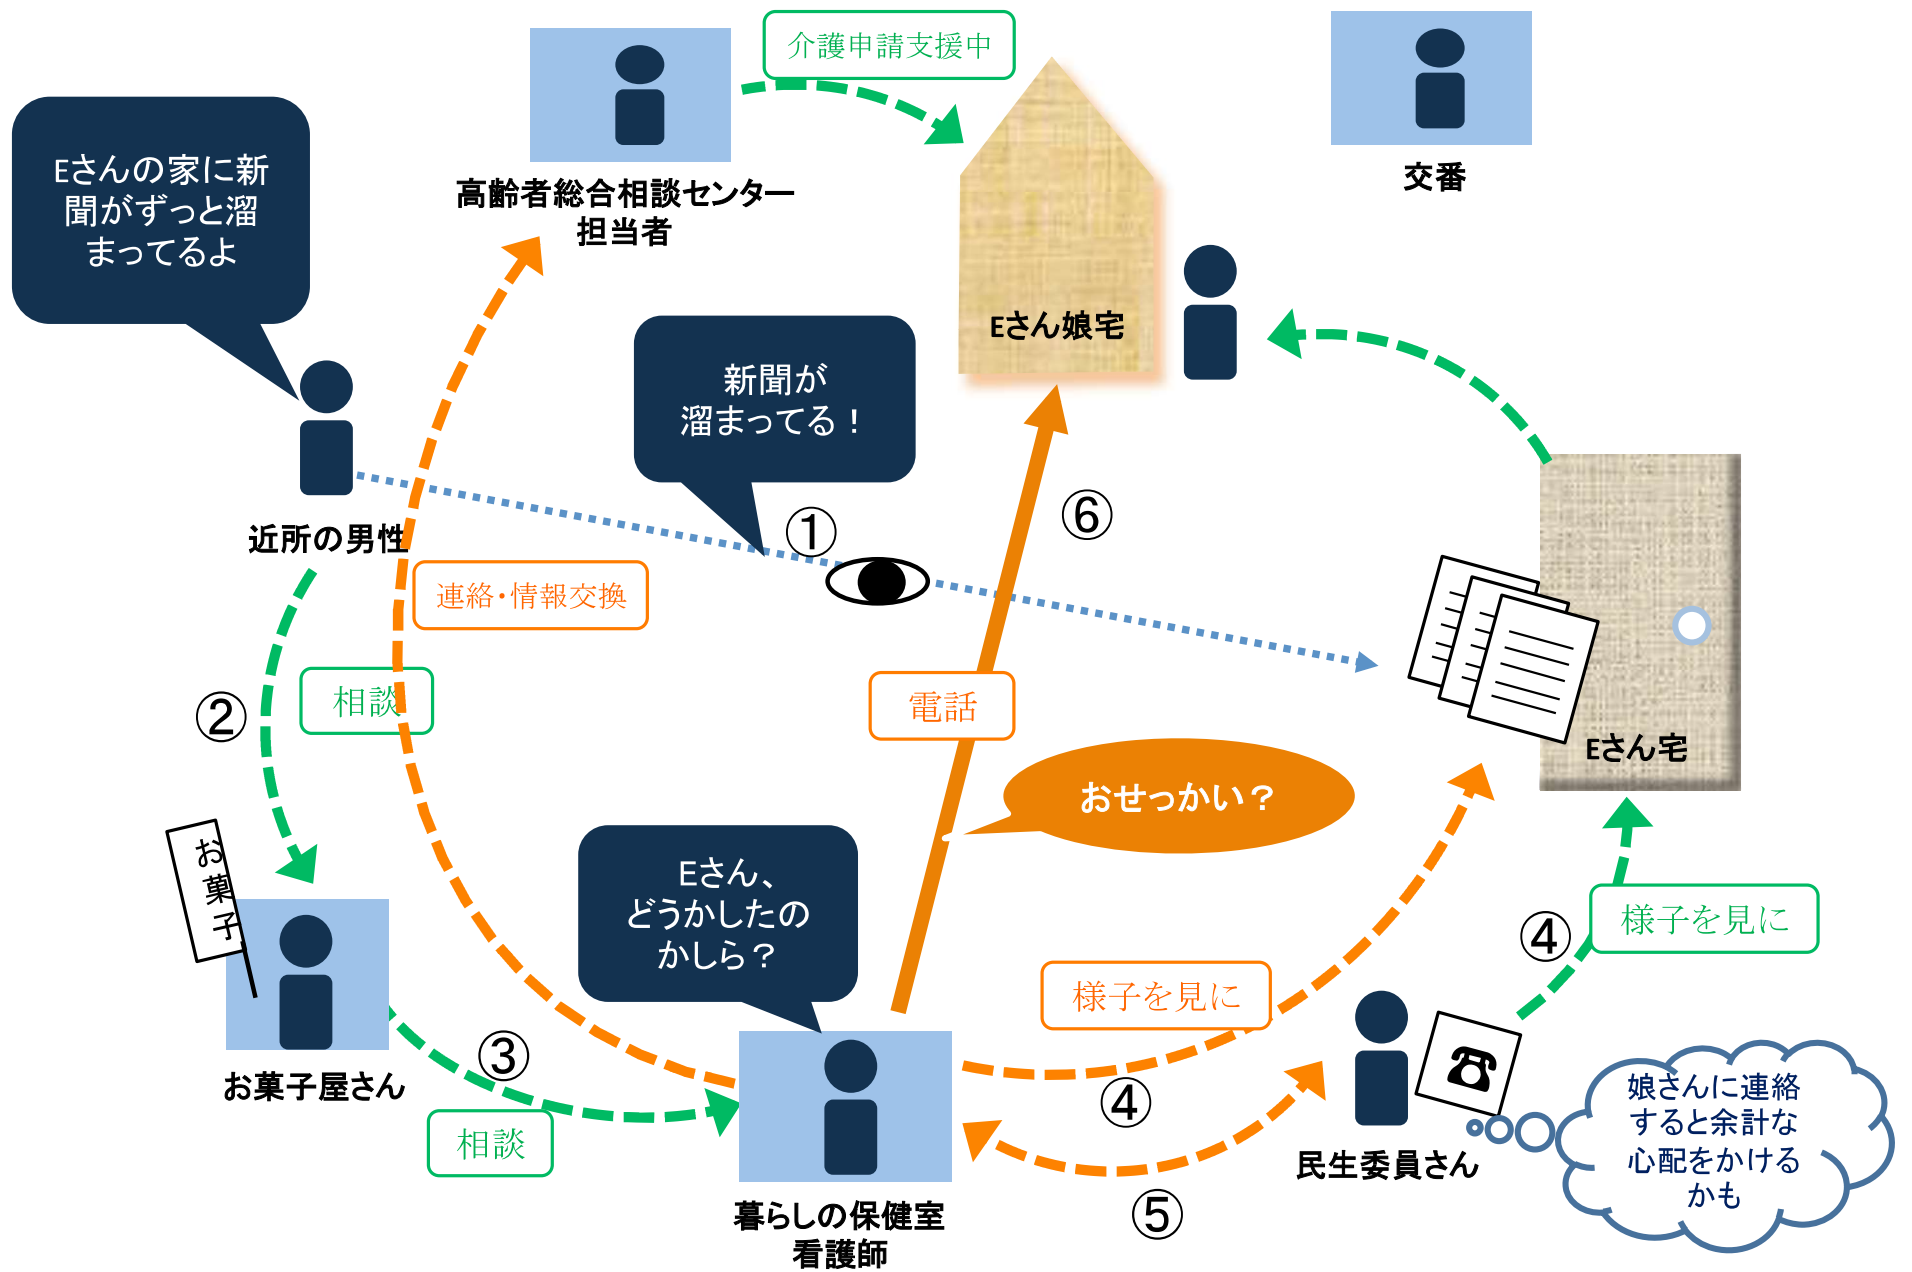 介護申請支援中
Eさんの家に新
聞がずっと溜
まってるよ
高齢者総合相談センター
担当者
交番
Eさん娘宅
新聞が
溜まってる！
①
⑥
近所の男性
連絡・情報交換
相談
②
電話
Eさん宅
おせっかい？
お
菓
子
Eさん、
どうかしたの
かしら？
④
様子を見に
様子を見に
③
お菓子屋さん
相談
④
☎
民生委員さん
⑤
娘さんに連絡
すると余計な
心配をかける
かも
暮らしの保健室
看護師